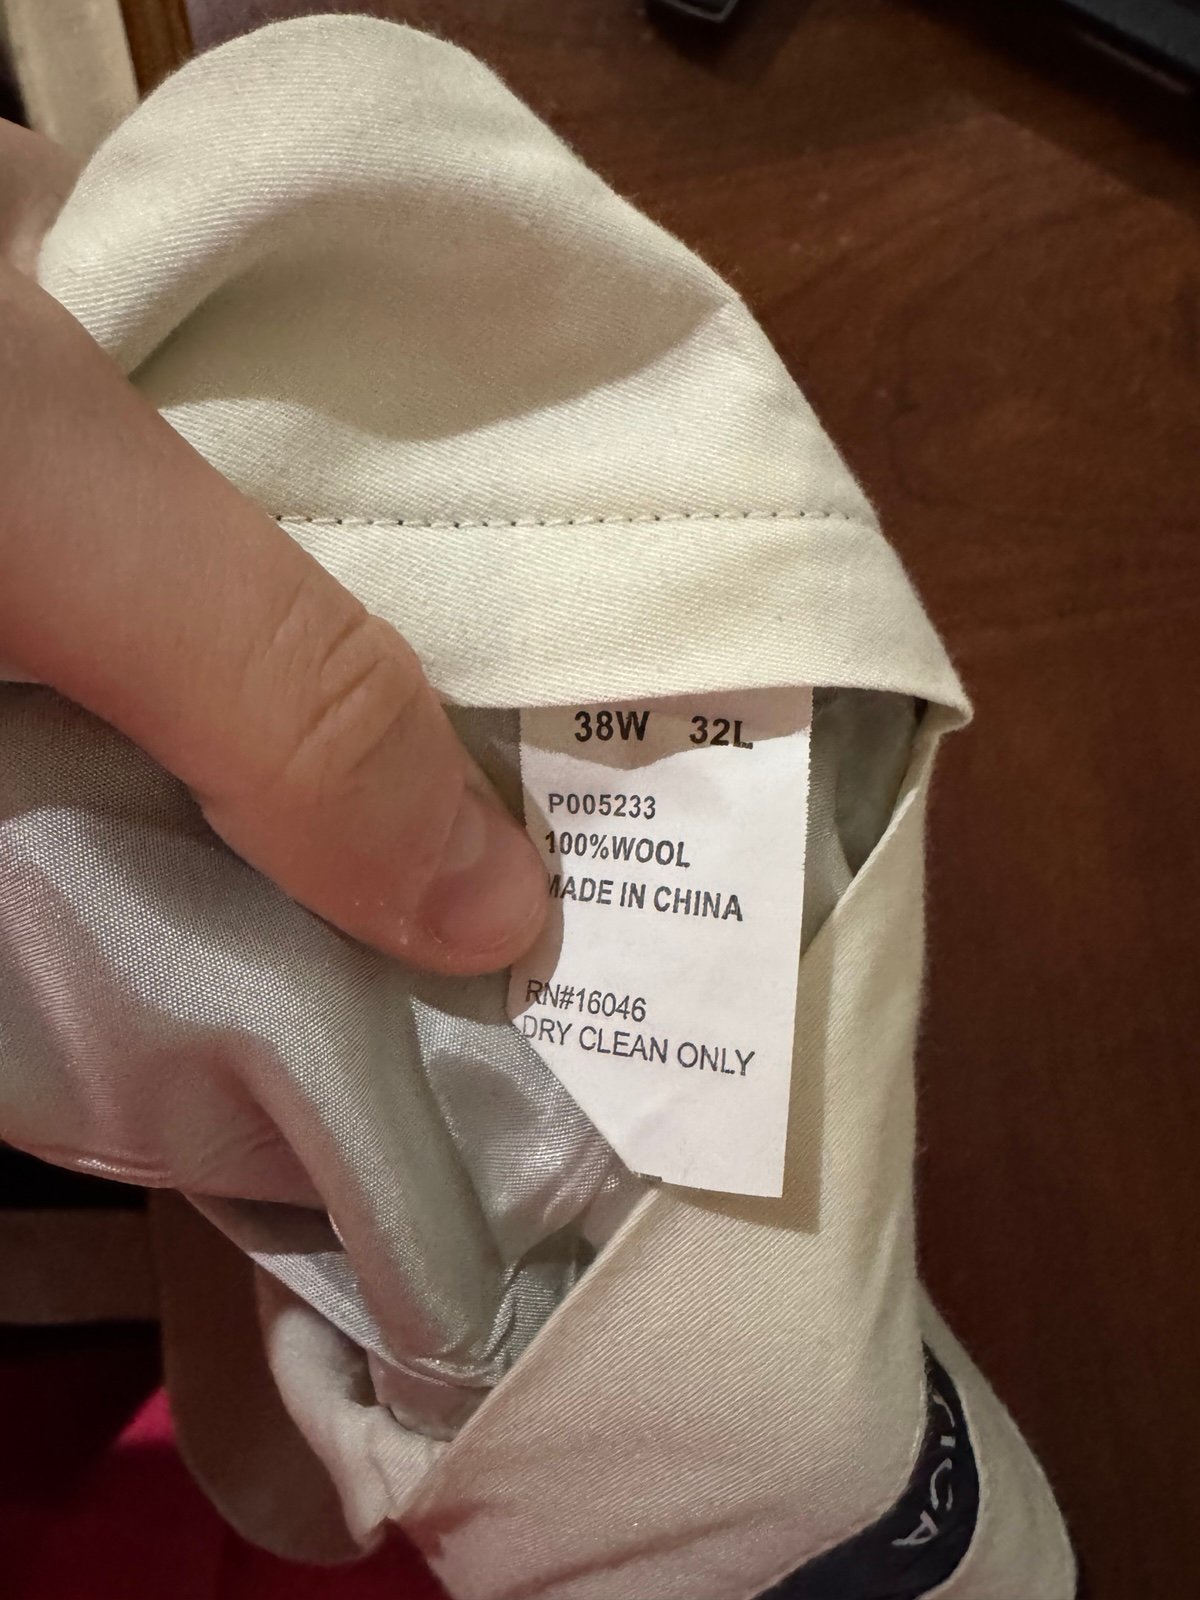 38W 32L
P005233
100%WOOL
MADE IN CHINA
RN#16046
DRY CLEAN ONLY